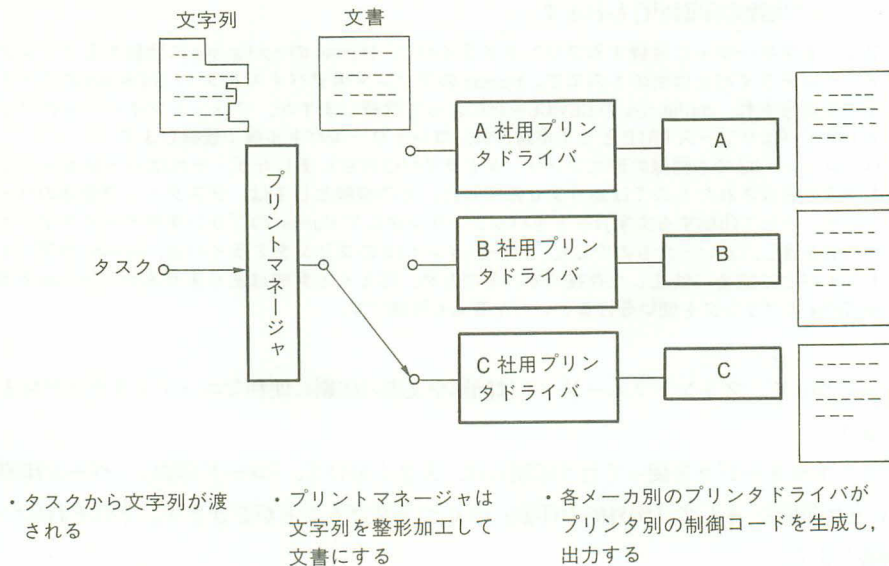 文字列
文書
A 社用プリン
タドライバ
A
プリントマネージャ
タスク
B 社用プリン
タドライバ
B
C 社用プリン
タドライバ
C
・タスクから文字列が渡
される
・プリントマネージャは
文字列を整形加工して
文書にする
・各メーカ別のプリンタドライバが
プリンタ別の制御コードを生成し,
出力する